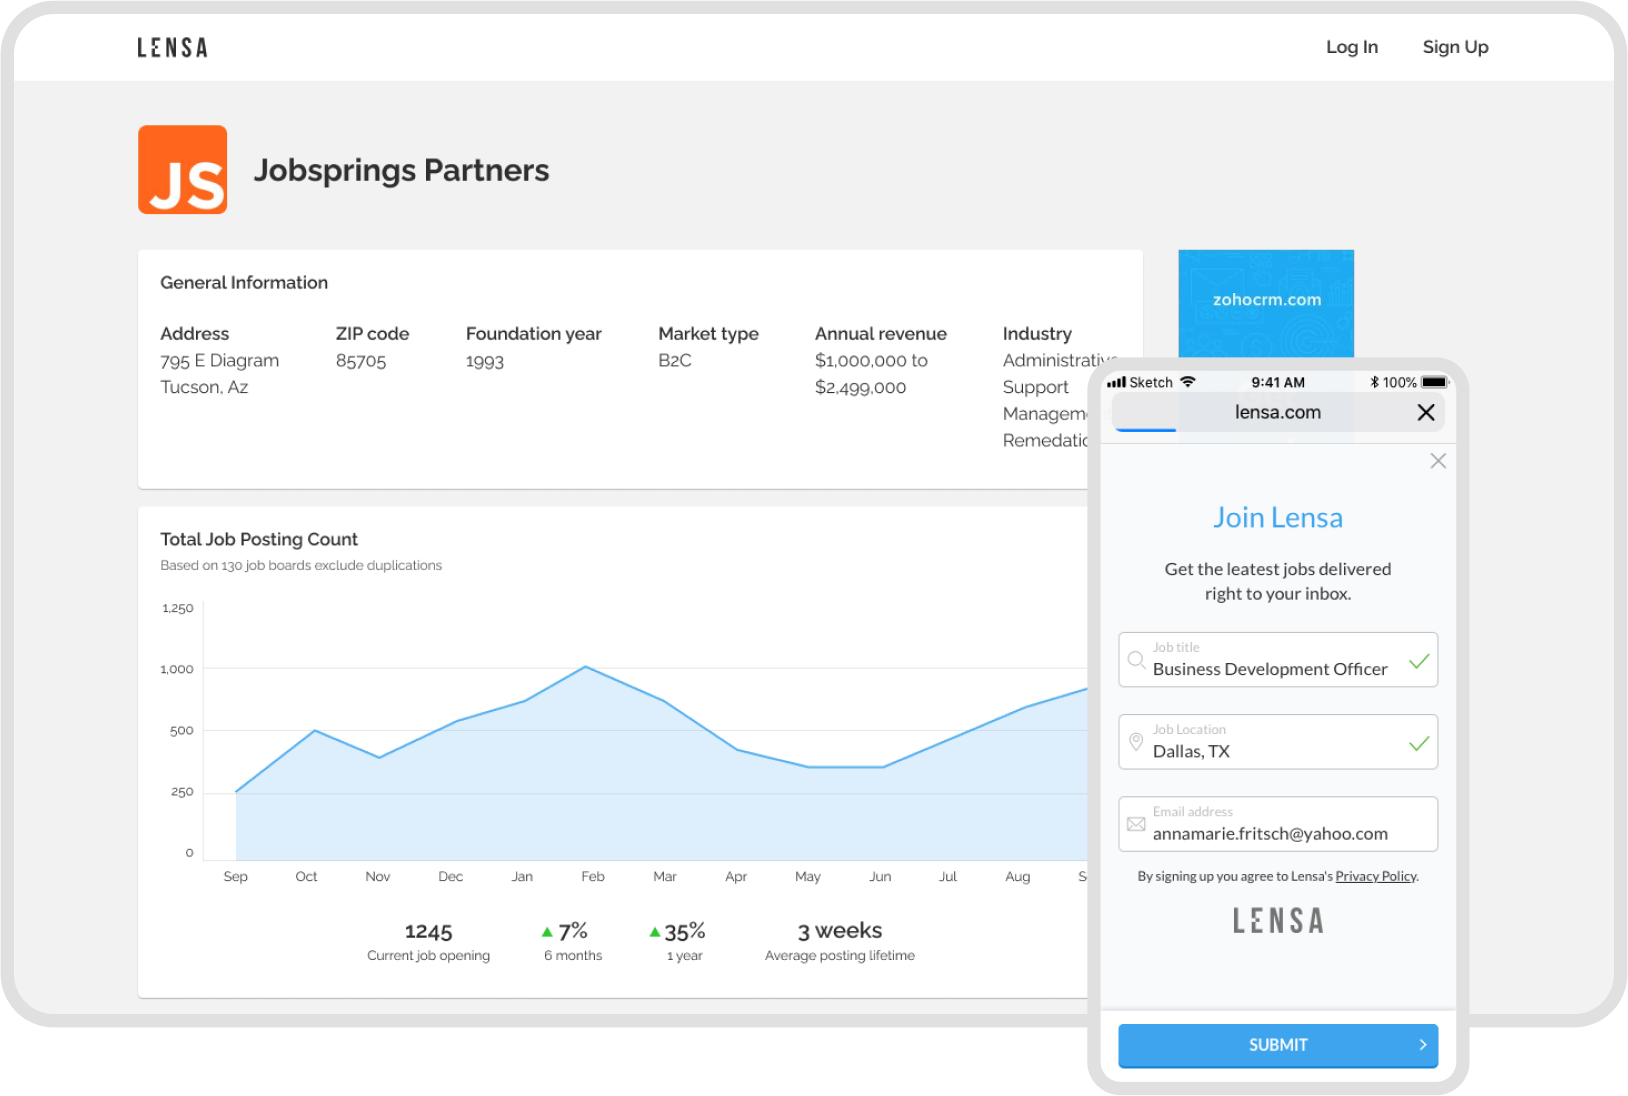 LENSA
Log In
Sign Up
JS
Jobsprings Partners
General Information
Address
795 E Diagram
Tucson, Az
ZIP code
85705
Foundation year
1993
Market type
B2C
Annual revenue
$1,000,000 to
$2,499,000
Industry
Administrative
Support
Managem
Remedatic
zohocrm.com
Total Job Posting Count
Based on 130 job boards exclude duplications
1,250
1,000
500
250
0
Sep Oct Nov Dec Jan Feb Mar Apr May Jun Jul Aug S
1245
Current job opening
7%
6 months
35%
1 year
3 weeks
Average posting lifetime
Sketch 9:41 AM 100%
lensa.com
Join Lensa
Get the leatest jobs delivered
right to your inbox.
Job title
Business Development Officer
Job Location
Dallas, TX
Email address
annamarie.fritsch@yahoo.com
By signing up you agree to Lensa's Privacy Policy.
LENSA
SUBMIT